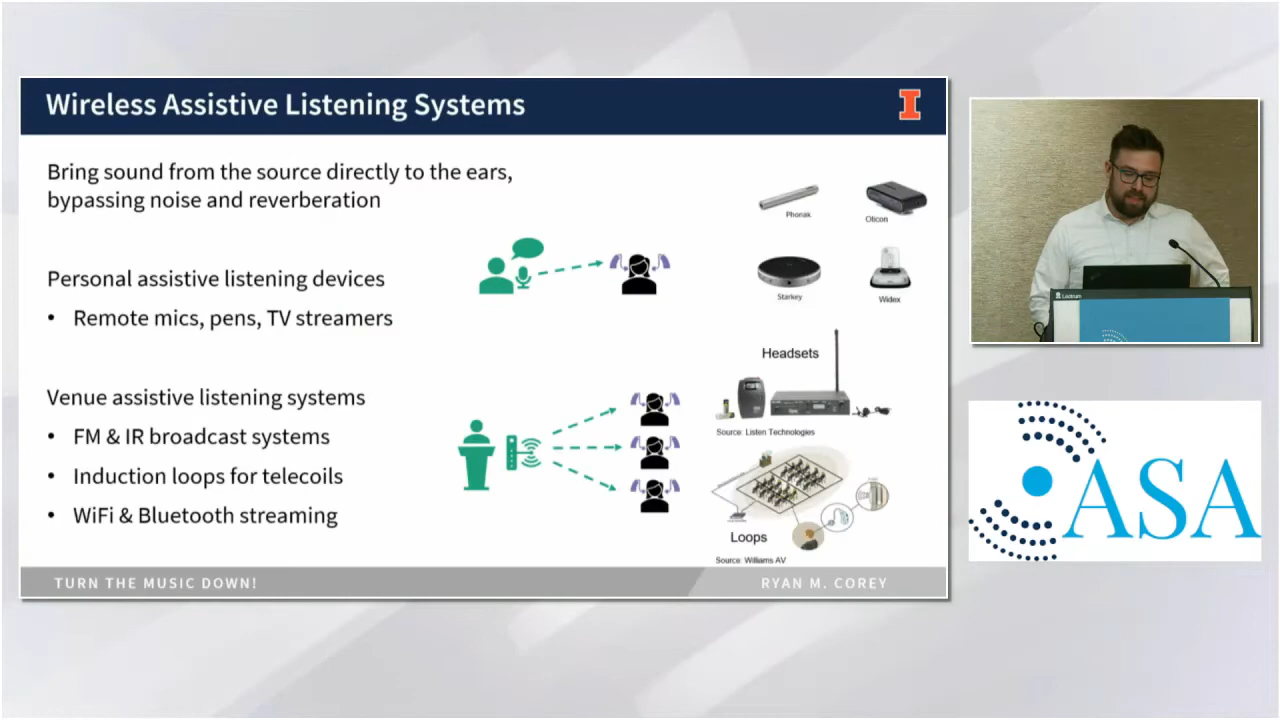 Wireless Assistive Listening Systems
Bring sound from the source directly to the ears,
bypassing noise and reverberation
Personal assistive listening devices
• Remote mics, pens, TV streamers
Venue assistive listening systems
• FM & IR broadcast systems
• Induction loops for telecoils
• WiFi & Bluetooth streaming
Phonak
Oticon
Starkey
Widex
Headsets
Source: Listen Technologies
Loops
Source: Williams AV
TURN THE MUSIC DOWN!
RYAN M. COREY
Lectrum
ASA